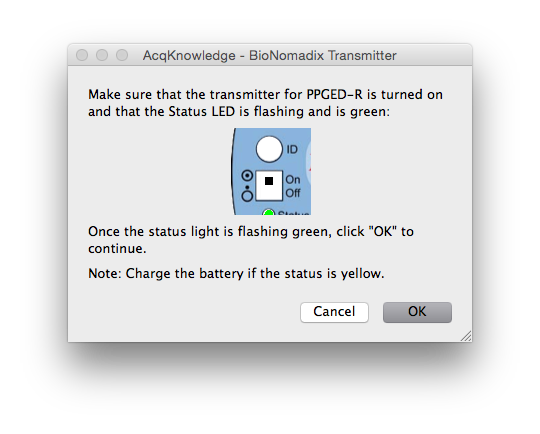 AcqKnowledge - BioNomadix Transmitter
Make sure that the transmitter for PPGED-R is turned on
and that the Status LED is flashing and is green:
ID
On
Off
Status
Once the status light is flashing green, click "OK" to
continue.
Note: Charge the battery if the status is yellow.
Cancel
OK